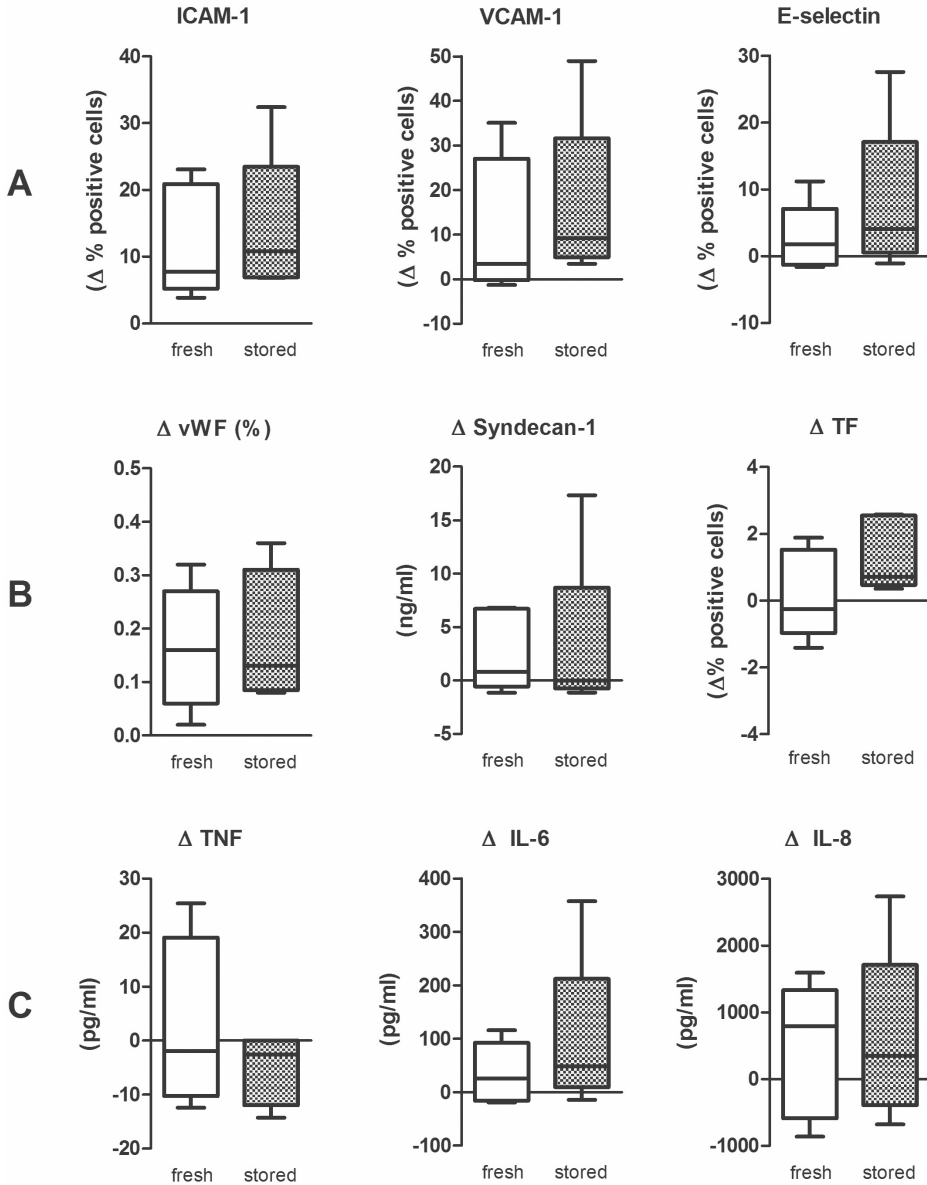 ICAM-1 VCAM-1 E-selectin
A
(Δ % positive cells)
40
30
20
10
0
fresh stored
(Δ % positive cells)
50
40
30
20
10
0
-10
fresh stored
(Δ % positive cells)
30
20
10
0
-10
fresh stored
Δ vWF (%) Δ Syndecan-1 Δ TF
B
0.5
0.4
0.3
0.2
0.1
0.0
fresh stored
(ng/ml)
20
15
10
5
0
-5
fresh stored
(Δ% positive cells)
4
2
0
-2
-4
fresh stored
Δ TNF Δ IL-6 Δ IL-8
C
(pg/ml)
30
20
10
0
-10
-20
fresh stored
(pg/ml)
400
300
200
100
0
-100
fresh stored
(pg/ml)
3000
2000
1000
0
-1000
fresh stored